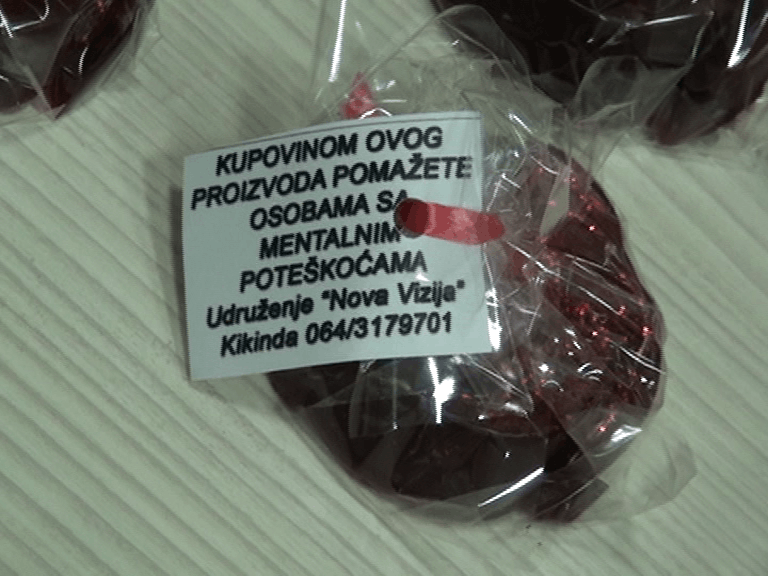 KUPOVINOM OVOG
PROIZVODA POMAŽETE
OSOBAMA SA
MENTALNIM
POTEŠKOĆAMA
Udruženje "Nova Vizija"
Kikinda 064/3179701